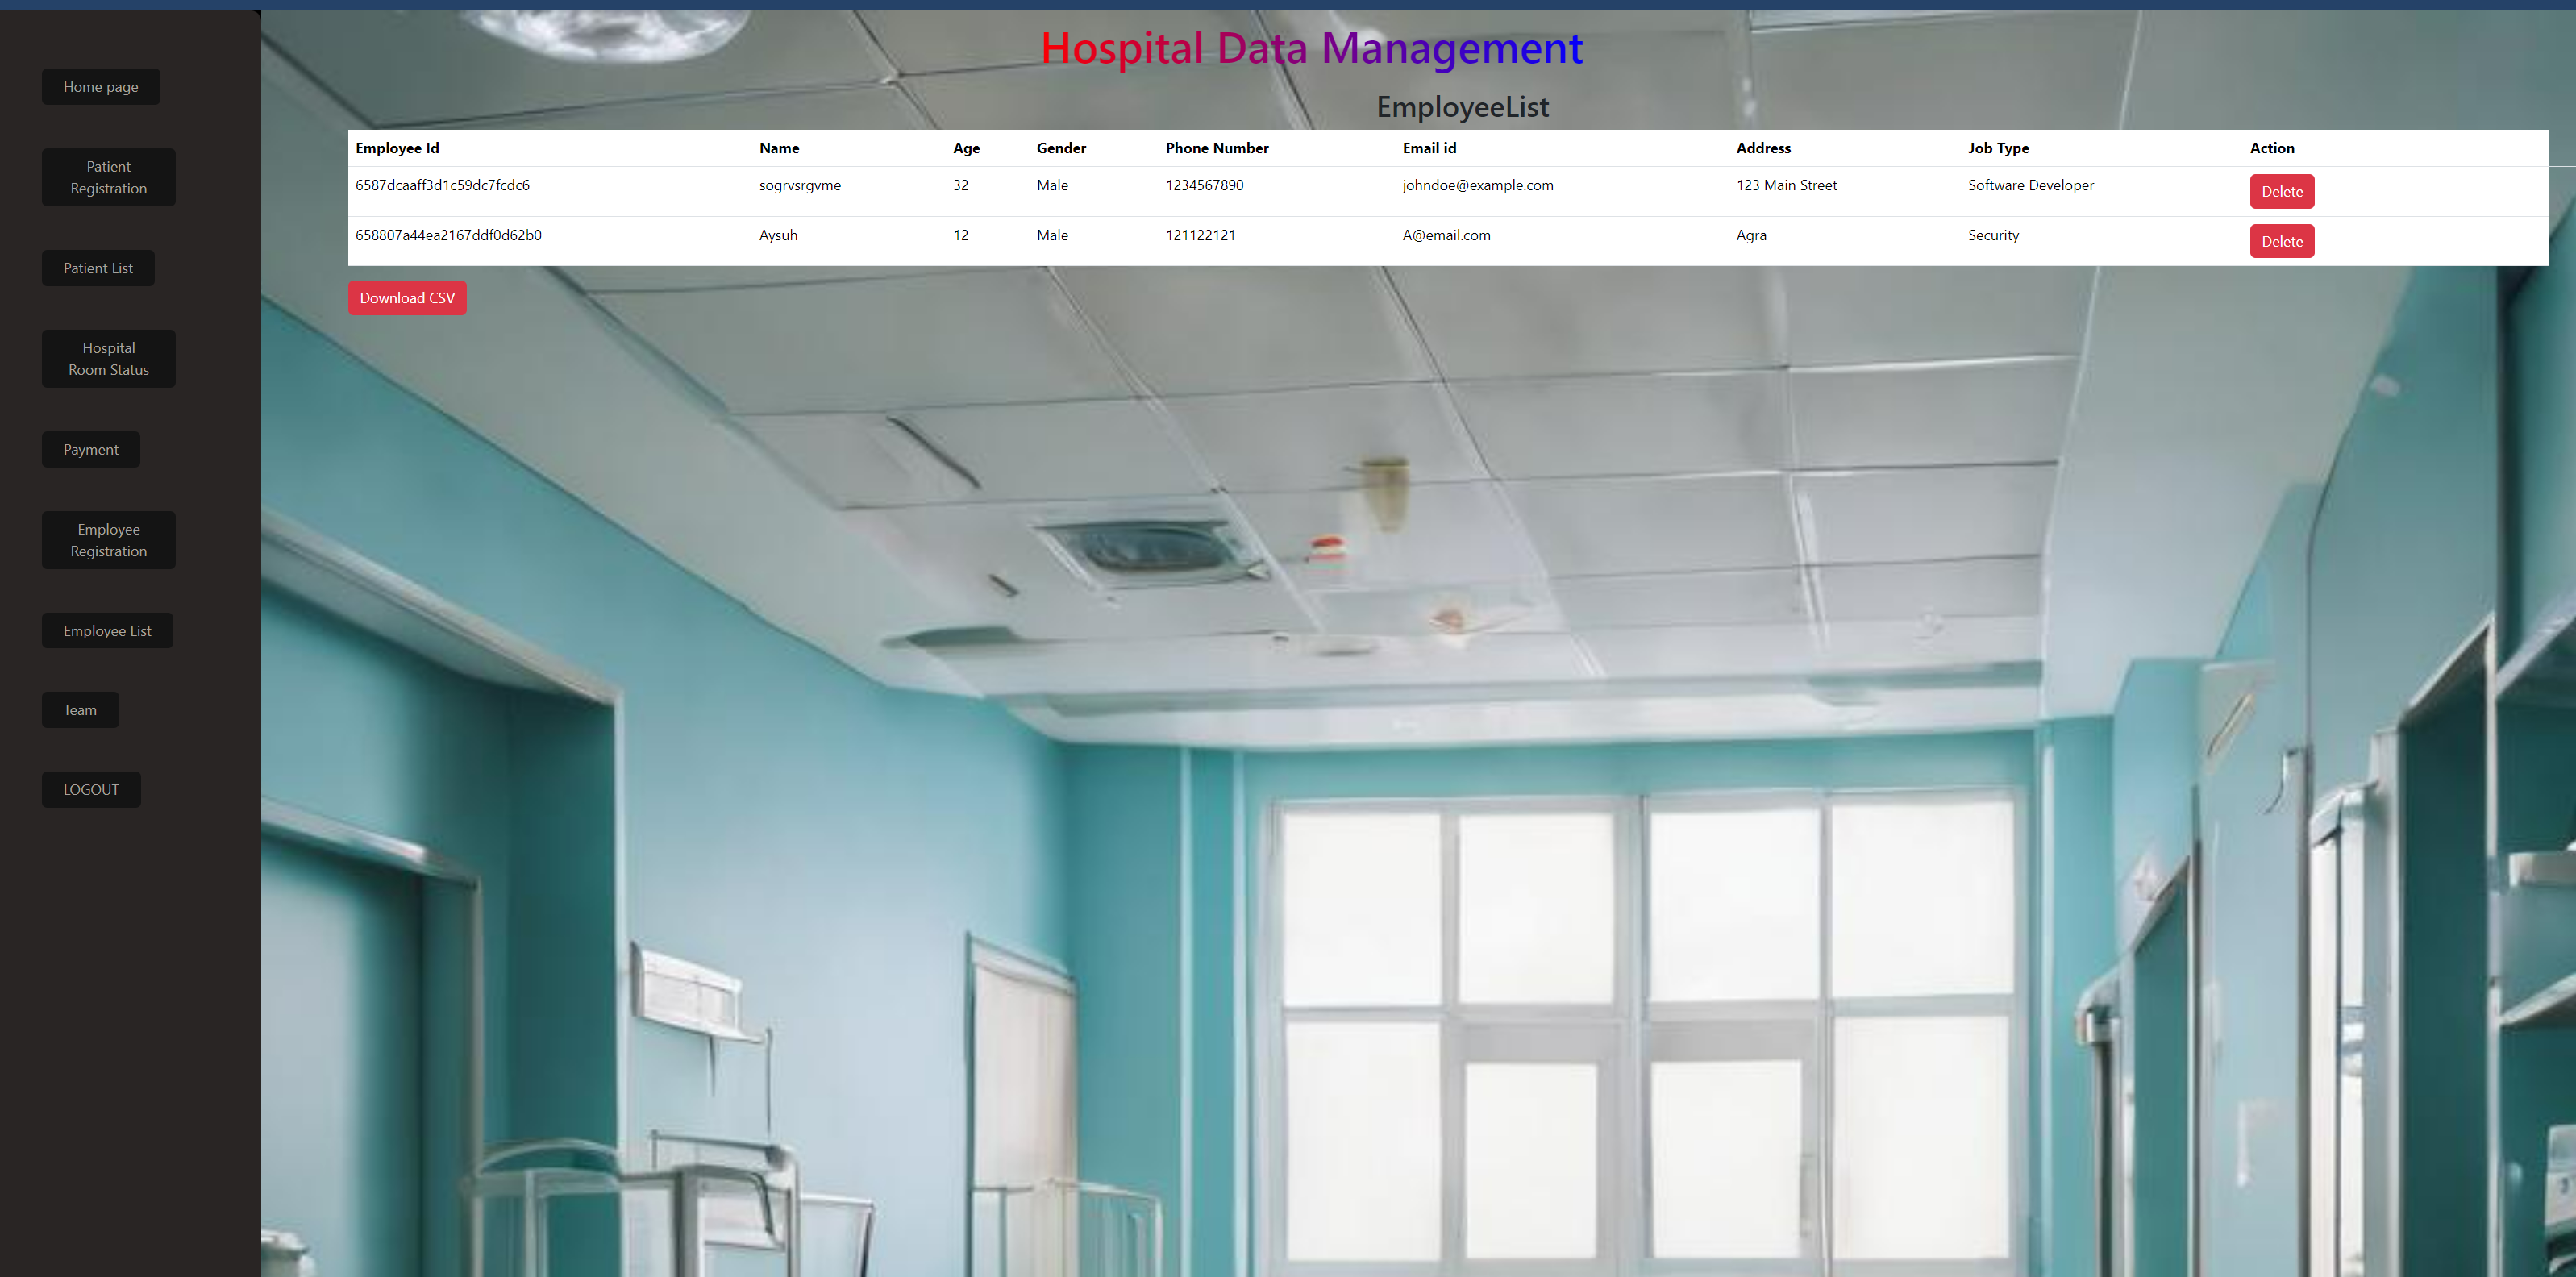 Hospital Data Management
Home page
Patient
Registration
Patient List
Hospital
Room Status
Payment
Employee
Registration
Employee List
Team
LOGOUT
EmployeeList
Employee Id Name Age Gender Phone Number Email id Address Job Type Action
6587dcaaff3d1c59dc7fcdc6 sogrvsrgvme 32 Male 1234567890 johndoe@example.com 123 Main Street Software Developer Delete
658807a44ea2167ddf0d62b0 Aysuh 12 Male 121122121 A@email.com Agra Security Delete
Download CSV